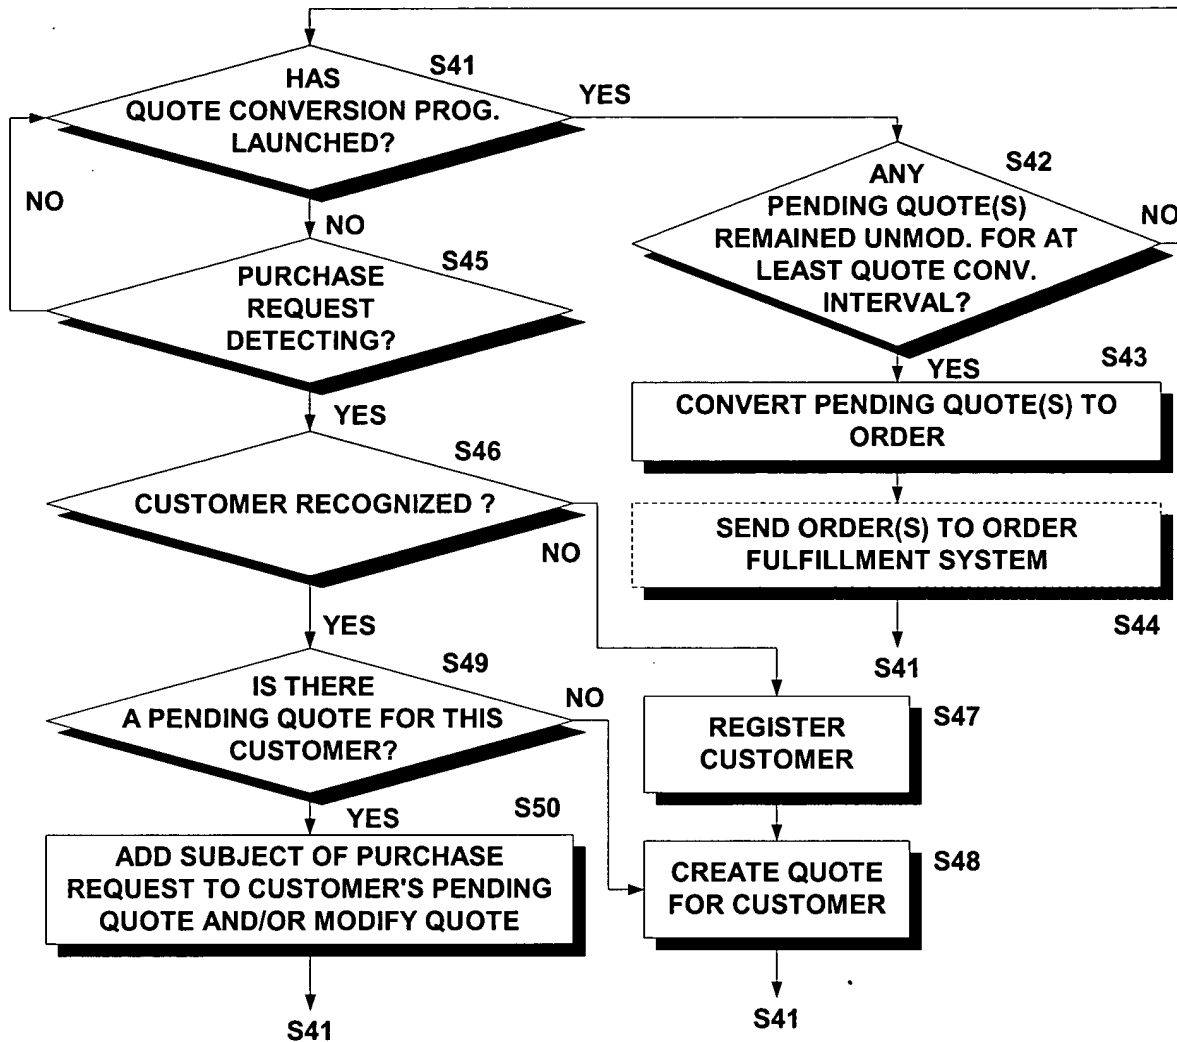 S41
HAS
QUOTE CONVERSION PROG.
LAUNCHED?
YES
NO
NO
S42
ANY
PENDING QUOTE(S)
REMAINED UNMOD. FOR AT
LEAST QUOTE CONV.
INTERVAL?
NO
YES
S45
PURCHASE
REQUEST
DETECTING?
YES
S43
CONVERT PENDING QUOTE(S) TO
ORDER
S46
CUSTOMER RECOGNIZED ?
NO
YES
SEND ORDER(S) TO ORDER
FULFILLMENT SYSTEM
S44
S41
S49
IS THERE
A PENDING QUOTE FOR THIS
CUSTOMER?
NO
YES
S47
REGISTER
CUSTOMER
S50
ADD SUBJECT OF PURCHASE
REQUEST TO CUSTOMER'S PENDING
QUOTE AND/OR MODIFY QUOTE
S48
CREATE QUOTE
FOR CUSTOMER
S41
S41